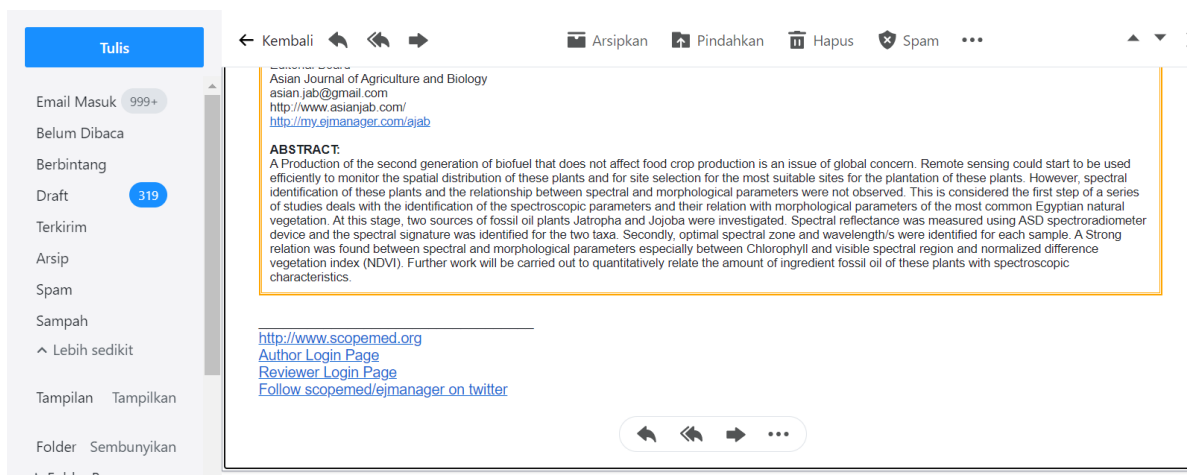 Tulis
Kembali
Arsipkan
Pindahkan
Hapus
Spam
Email Masuk 999+
Belum Dibaca
Berbintang
Draft 319
Terkirim
Arsip
Spam
Sampah
Lebih sedikit
Tampilan Tampilkan
Folder Sembunyikan
Editorial Board
Asian Journal of Agriculture and Biology
asian.jab@gmail.com
http://www.asianjab.com/
http://my.ejmanager.com/ajab
ABSTRACT:
A Production of the second generation of biofuel that does not affect food crop production is an issue of global concern. Remote sensing could start to be used
efficiently to monitor the spatial distribution of these plants and for site selection for the most suitable sites for the plantation of these plants. However, spectral
identification of these plants and the relationship between spectral and morphological parameters were not observed. This is considered the first step of a series
of studies deals with the identification of the spectroscopic parameters and their relation with morphological parameters of the most common Egyptian natural
vegetation. At this stage, two sources of fossil oil plants Jatropha and Jojoba were investigated. Spectral reflectance was measured using ASD spectroradiometer
device and the spectral signature was identified for the two taxa. Secondly, optimal spectral zone and wavelength/s were identified for each sample. A Strong
relation was found between spectral and morphological parameters especially between Chlorophyll and visible spectral region and normalized difference
vegetation index (NDVI). Further work will be carried out to quantitatively relate the amount of ingredient fossil oil of these plants with spectroscopic
characteristics.
http://www.scopemed.org
Author Login Page
Reviewer Login Page
Follow scopemed/ejmanager on twitter